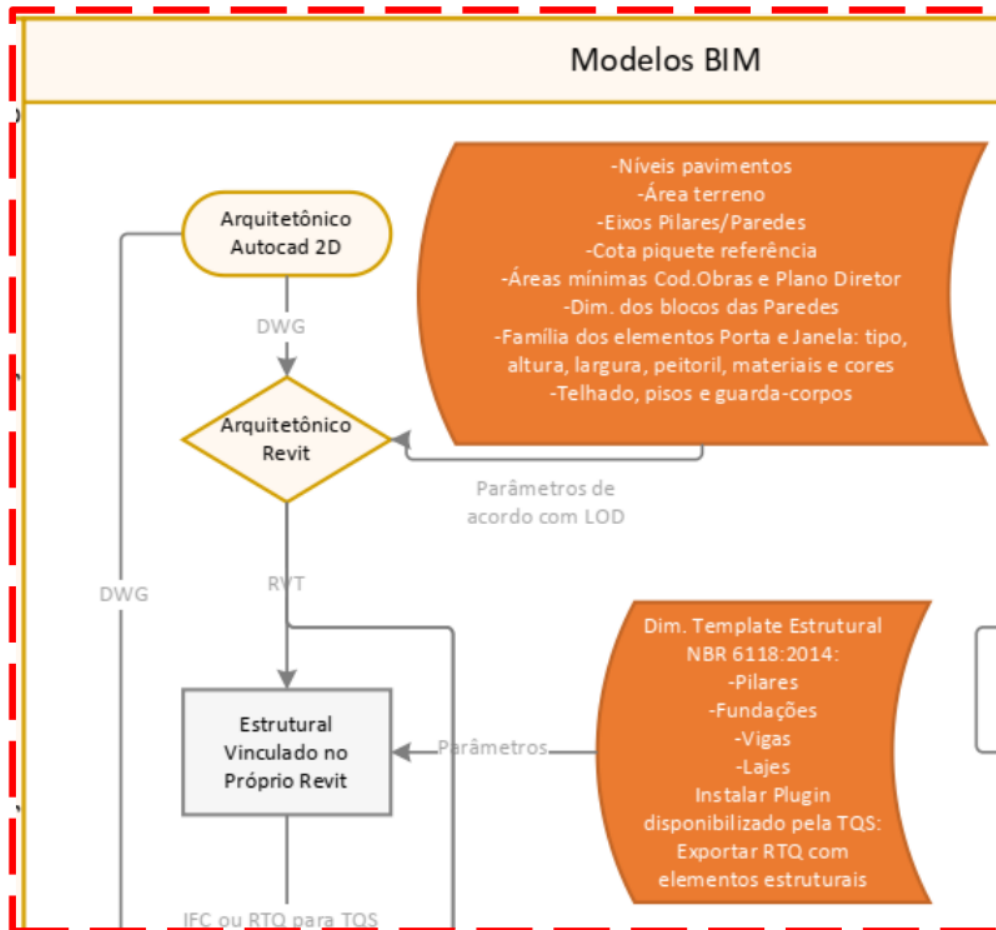 Modelos BIM
Arquitetônico
Autocad 2D
-Níveis pavimentos
-Área terreno
-Eixos Pilares/Paredes
-Cota piquete referência
-Áreas mínimas Cod.Obras e Plano Diretor
-Dim. dos blocos das Paredes
-Família dos elementos Porta e Janela: tipo,
altura, largura, peitoril, materiais e cores
-Telhado, pisos e guarda-corpos
DWG
Arquitetônico
Revit
Parâmetros de
acordo com LOD
DWG
RVT
Estrutural
Vinculado no
Próprio Revit
Parâmetros
Dim. Template Estrutural
NBR 6118:2014:
-Pilares
-Fundações
-Vigas
-Lajes
Instalar Plugin
disponibilizado pela TQS:
Exportar RTQ com
elementos estruturais
IFC ou RTQ para TQS